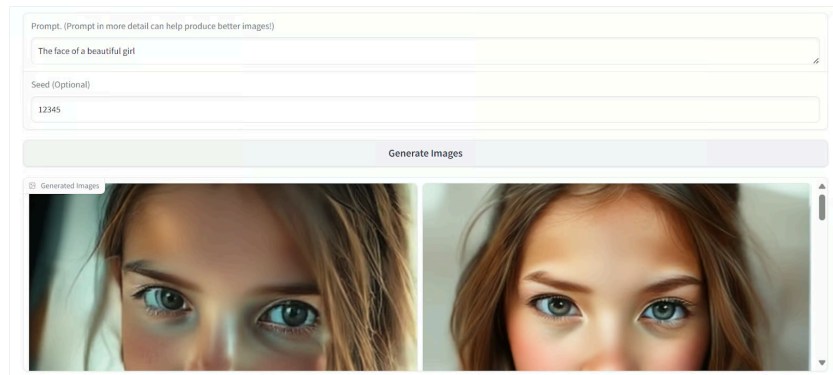 Prompt. (Prompt in more detail can help produce better images!)
The face of a beautiful girl
Seed (Optional)
12345
Generate Images
Generated Images